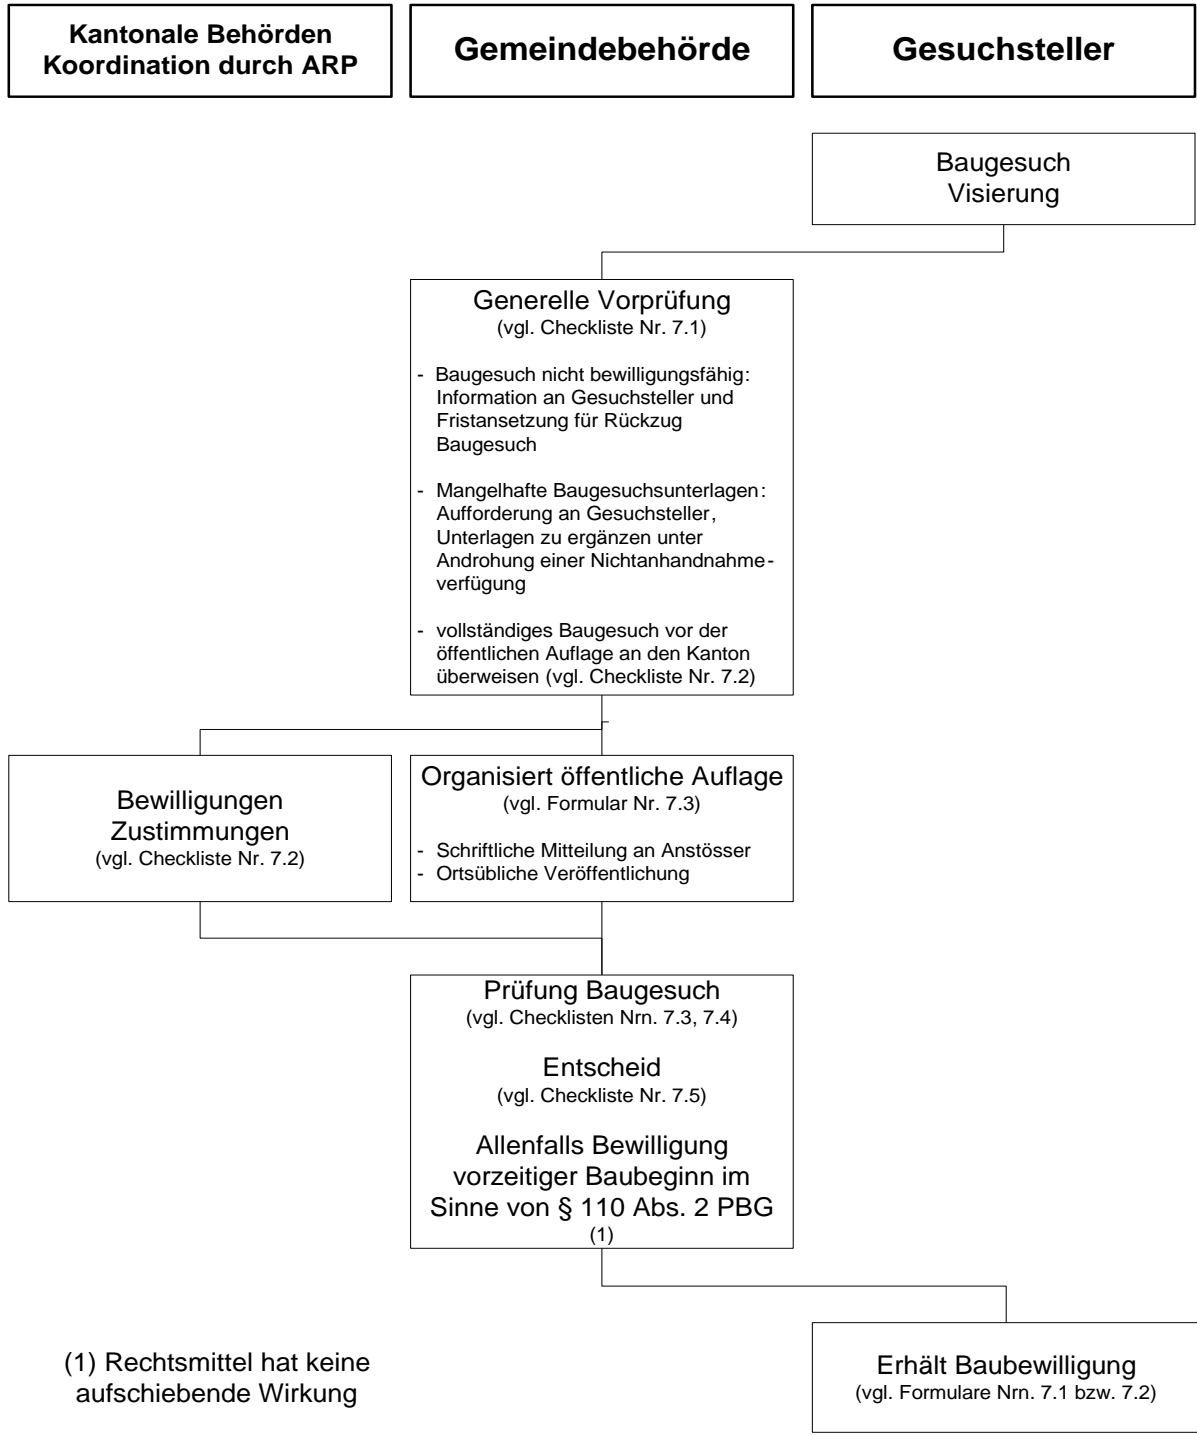 Kantonale Behörden
Koordination durch ARP
Gemeindebehörde
Gesuchsteller
Baugesuch
Visierung
Generelle Vorprüfung
(vgl. Checkliste Nr. 7.1)
- Baugesuch nicht bewilligungsfähig:
Information an Gesuchsteller und
Fristansetzung für Rückzug
Baugesuch
- Mangelhafte Baugesuchsunterlagen:
Aufforderung an Gesuchsteller,
Unterlagen zu ergänzen unter
Androhung einer Nichtanhandnahme-
verfügung
- vollständiges Baugesuch vor der
öffentlichen Auflage an den Kanton
überweisen (vgl. Checkliste Nr. 7.2)
Bewilligungen
Zustimmungen
(vgl. Checkliste Nr. 7.2)
Organisiert öffentliche Auflage
(vgl. Formular Nr. 7.3)
- Schriftliche Mitteilung an Anstösser
- Ortsübliche Veröffentlichung
Prüfung Baugesuch
(vgl. Checklisten Nrn. 7.3, 7.4)
Entscheid
(vgl. Checkliste Nr. 7.5)
Allenfalls Bewilligung
vorzeitiger Baubeginn im
Sinne von § 110 Abs. 2 PBG
(1)
(1) Rechtsmittel hat keine
aufschiebende Wirkung
Erhält Baubewilligung
(vgl. Formulare Nrn. 7.1 bzw. 7.2)